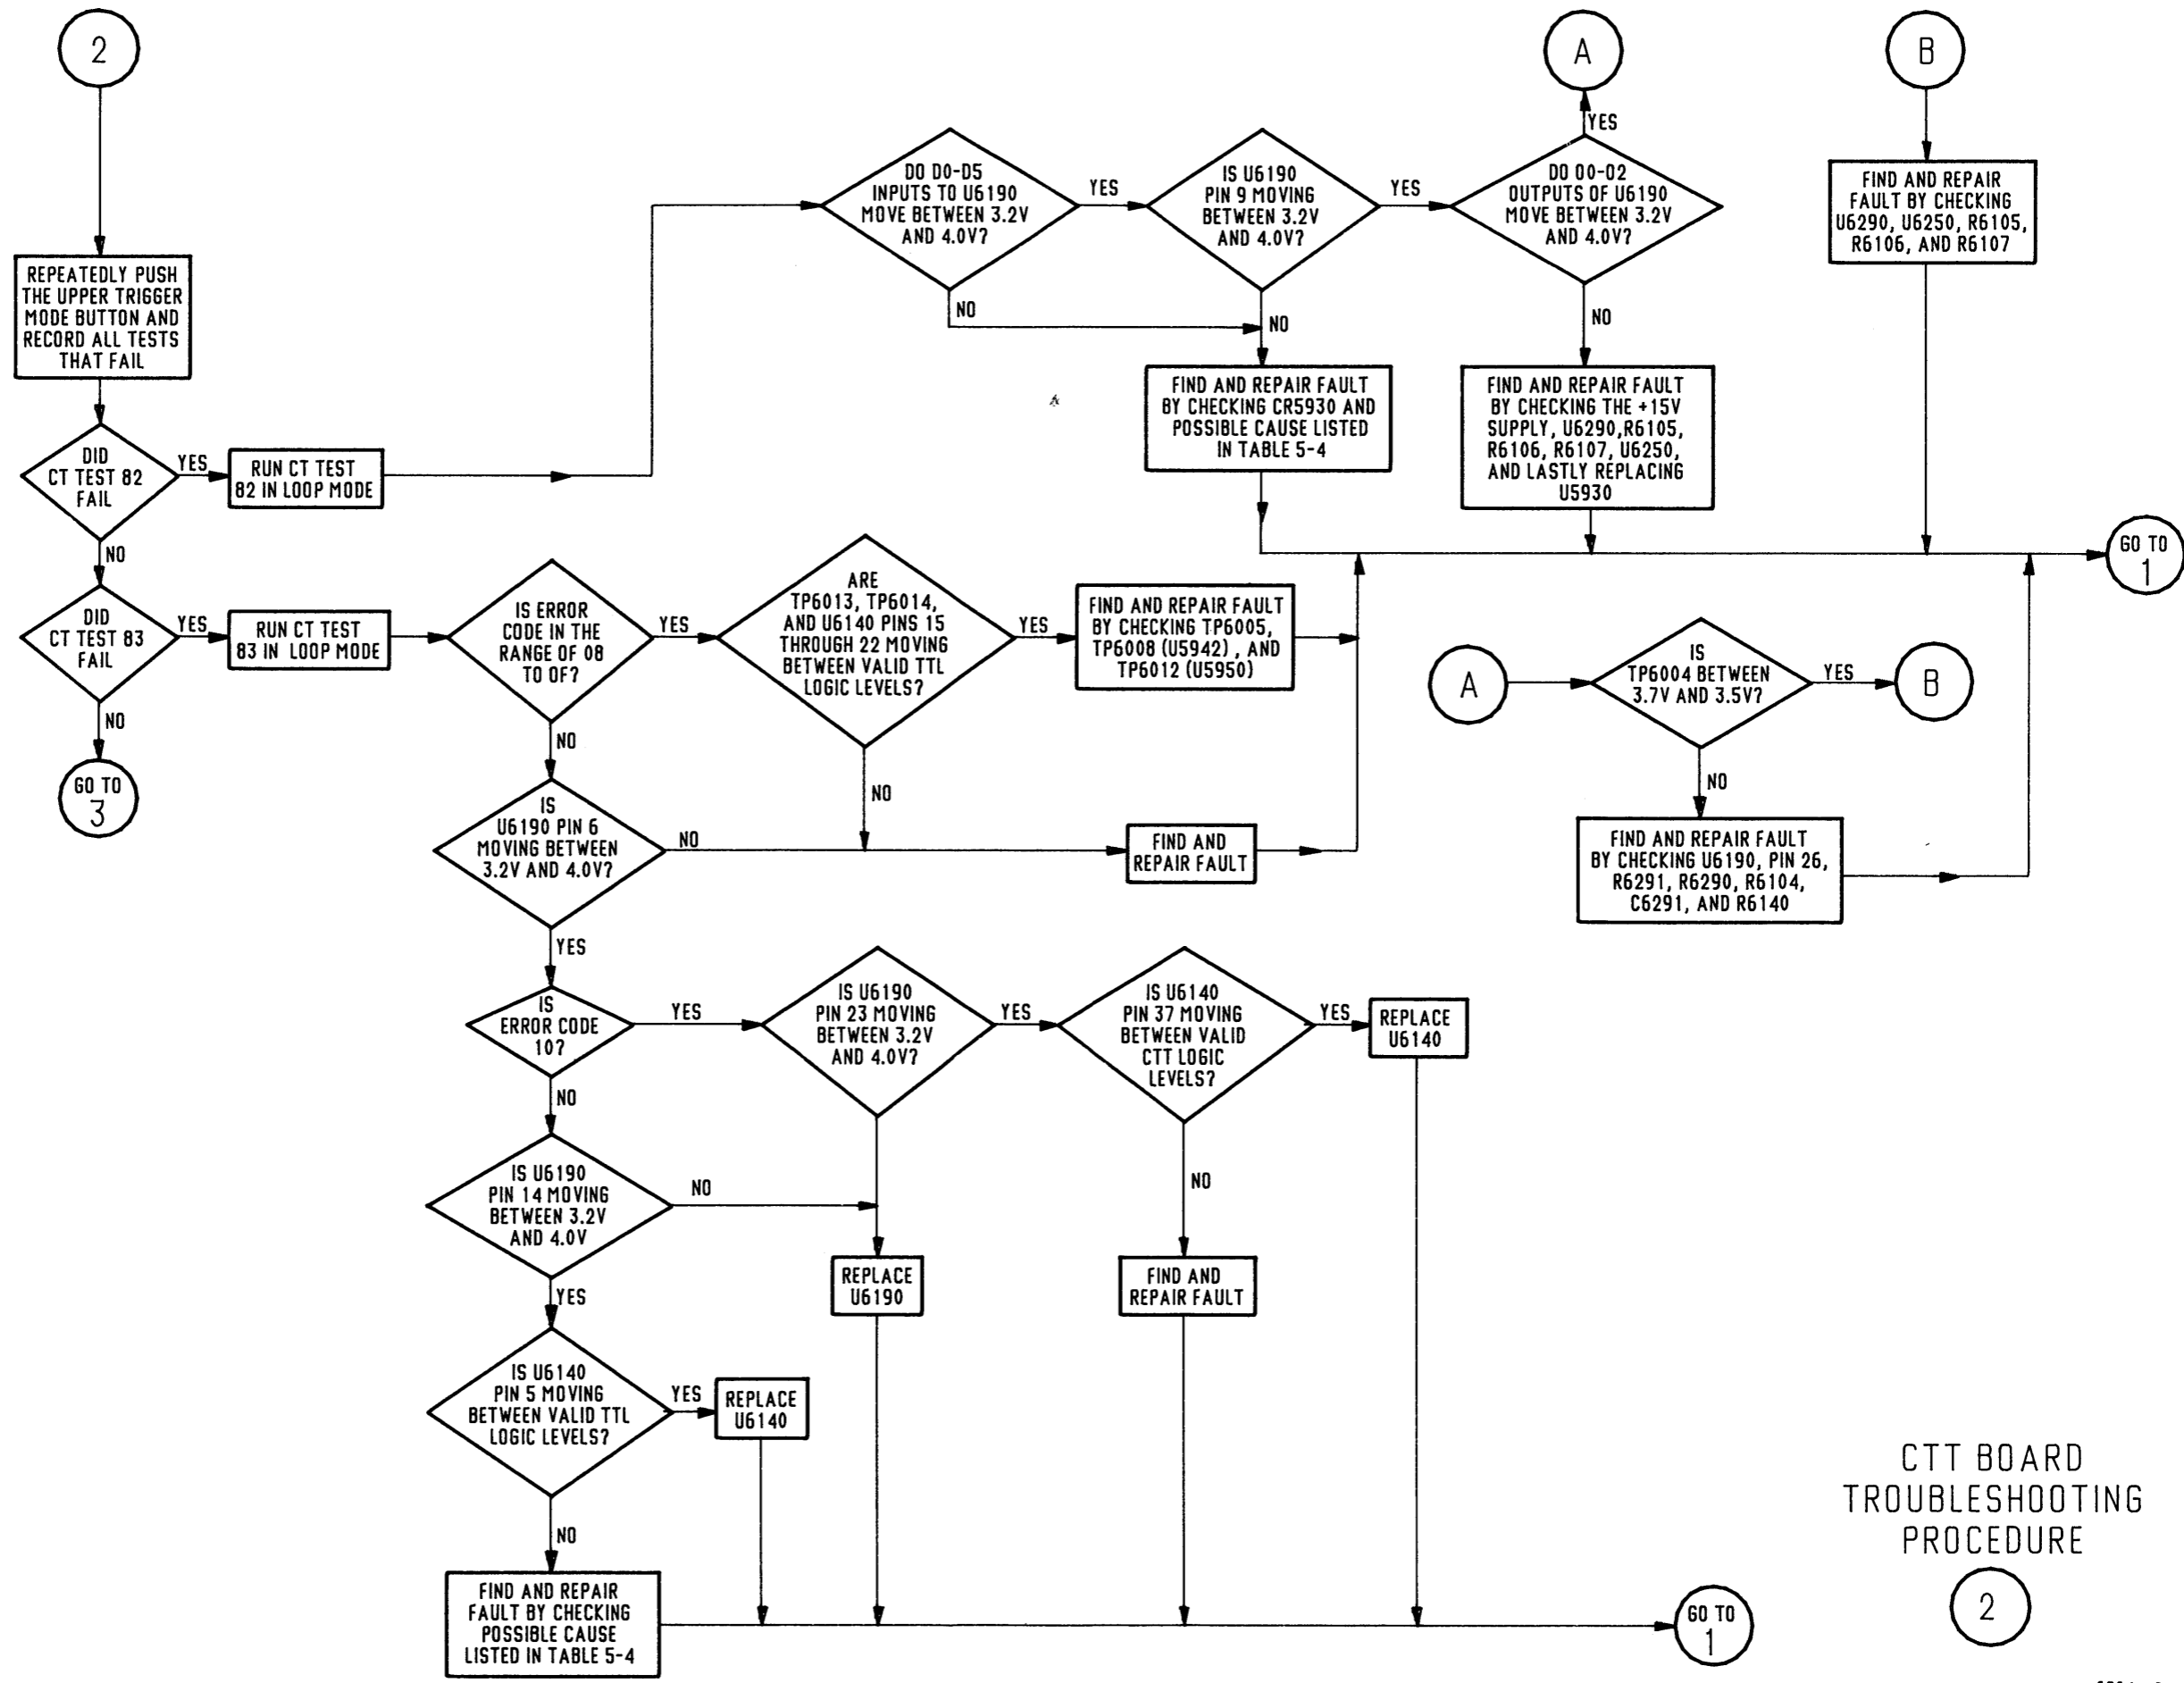 2
A
B
REPEATEDLY PUSH
THE UPPER TRIGGER
MODE BUTTON AND
RECORD ALL TESTS
THAT FAIL
DID
CT TEST 82
FAIL
YES
RUN CT TEST
82 IN LOOP MODE
NO
DO D0-D5
INPUTS TO U6190
MOVE BETWEEN 3.2V
AND 4.0V?
YES
NO
IS U6190
PIN 9 MOVING
BETWEEN 3.2V
AND 4.0V?
YES
NO
DO O0-O2
OUTPUTS OF U6190
MOVE BETWEEN 3.2V
AND 4.0V?
YES
NO
FIND AND REPAIR
FAULT BY CHECKING
U6290, U6250, R6105,
R6106, AND R6107
FIND AND REPAIR FAULT
BY CHECKING CR5930 AND
POSSIBLE CAUSE LISTED
IN TABLE 5-4
FIND AND REPAIR FAULT
BY CHECKING THE +15V
SUPPLY, U6290,R6105,
R6106, R6107, U6250,
AND LASTLY REPLACING
U5930
GO TO
1
DID
CT TEST 83
FAIL
YES
RUN CT TEST
83 IN LOOP MODE
NO
GO TO
3
IS ERROR
CODE IN THE
RANGE OF 08
TO 0F?
YES
NO
ARE
TP6013, TP6014,
AND U6140 PINS 15
THROUGH 22 MOVING
BETWEEN VALID TTL
LOGIC LEVELS?
YES
NO
FIND AND REPAIR FAULT
BY CHECKING TP6005,
TP6008 (U5942) , AND
TP6012 (U5950)
A
IS
TP6004 BETWEEN
3.7V AND 3.5V?
YES
B
NO
FIND AND REPAIR FAULT
BY CHECKING U6190, PIN 26,
R6291, R6290, R6104,
C6291, AND R6140
IS
U6190 PIN 6
MOVING BETWEEN
3.2V AND 4.0V?
NO
FIND AND
REPAIR FAULT
YES
IS
ERROR CODE
10?
YES
NO
IS U6190
PIN 23 MOVING
BETWEEN 3.2V
AND 4.0V?
YES
IS U6140
PIN 37 MOVING
BETWEEN VALID
CTT LOGIC
LEVELS?
YES
REPLACE
U6140
NO
IS U6190
PIN 14 MOVING
BETWEEN 3.2V
AND 4.0V
NO
YES
REPLACE
U6190
FIND AND
REPAIR FAULT
IS U6140
PIN 5 MOVING
BETWEEN VALID TTL
LOGIC LEVELS?
YES
REPLACE
U6140
NO
FIND AND REPAIR
FAULT BY CHECKING
POSSIBLE CAUSE
LISTED IN TABLE 5-4
GO TO
1
CTT BOARD
TROUBLESHOOTING
PROCEDURE
2